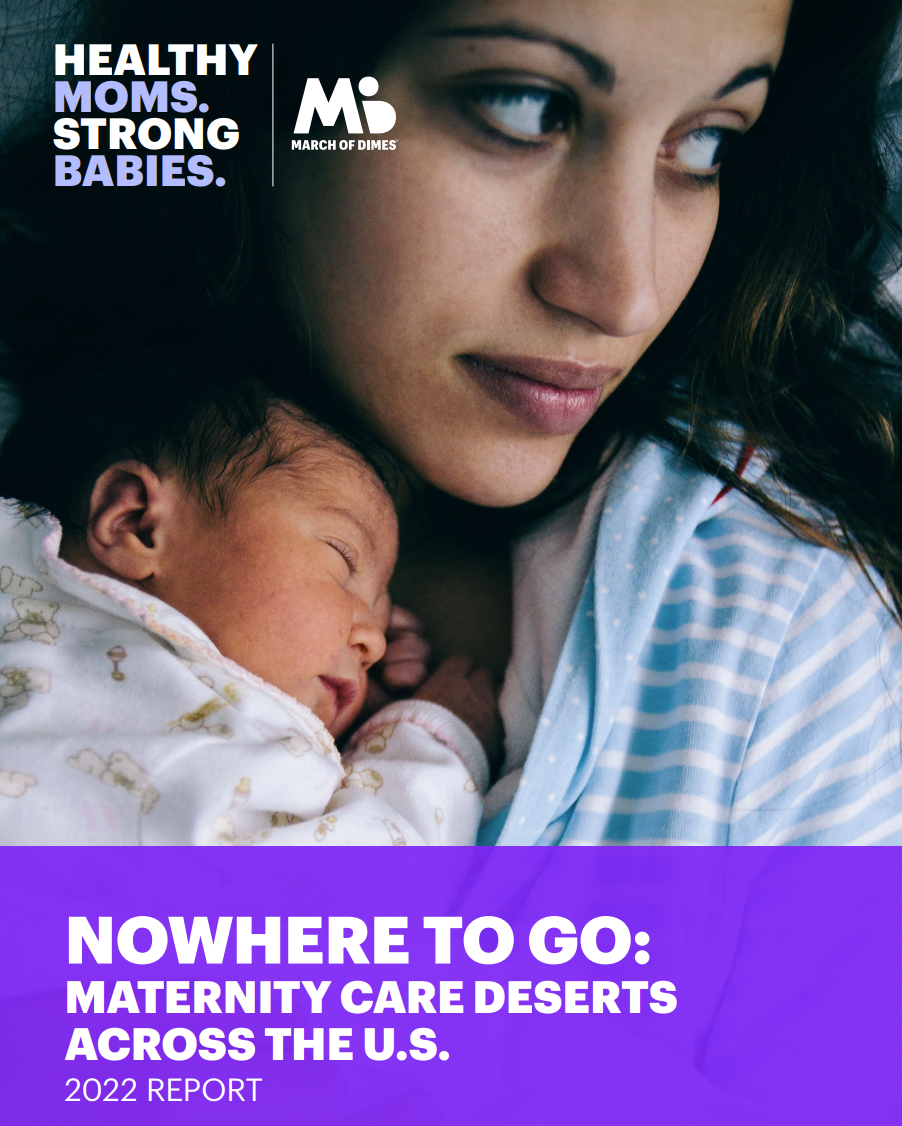 HEALTHY
MOMS.
STRONG
BABIES.
MARCH OF DIMES
NOWHERE TO GO:
MATERNITY CARE DESERTS
ACROSS THE U.S.
2022 REPORT